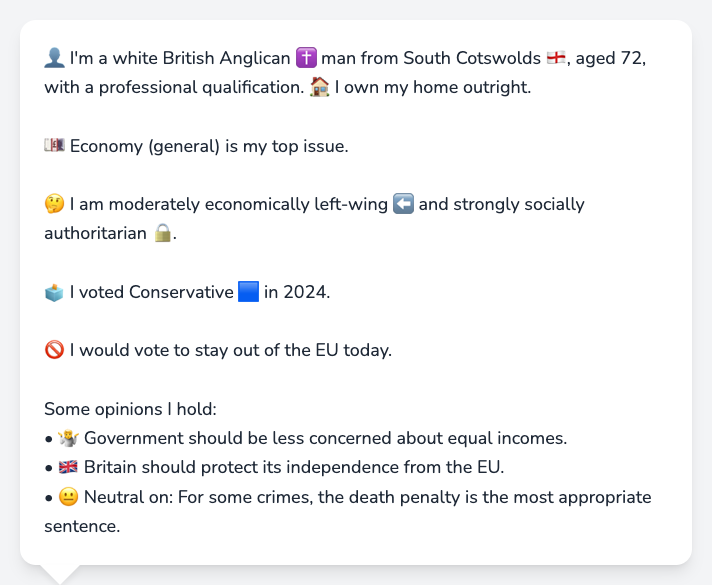 👤 I'm a white British Anglican ✝️ man from South Cotswolds 🏴󠁧󠁢󠁥󠁮󠁧󠁿, aged 72,
with a professional qualification. 🏠 I own my home outright.
💷 Economy (general) is my top issue.
🤔 I am moderately economically left-wing ⬅️ and strongly socially
authoritarian 🔒.
🗳️ I voted Conservative 🟦 in 2024.
🚫 I would vote to stay out of the EU today.
Some opinions I hold:
• 🤷 Government should be less concerned about equal incomes.
• 🇬🇧 Britain should protect its independence from the EU.
• 😐 Neutral on: For some crimes, the death penalty is the most appropriate
sentence.